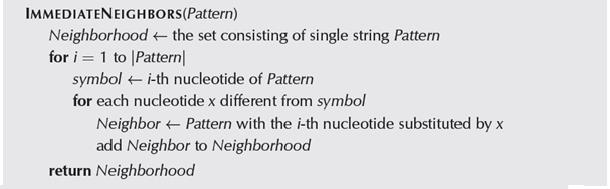 IMMEDIATENEIGHBORS(Pattern)
Neighborhood ← the set consisting of single string Pattern
for i = 1 to |Pattern|
symbol ← i-th nucleotide of Pattern
for each nucleotide x different from symbol
Neighbor ← Pattern with the i-th nucleotide substituted by x
add Neighbor to Neighborhood
return Neighborhood